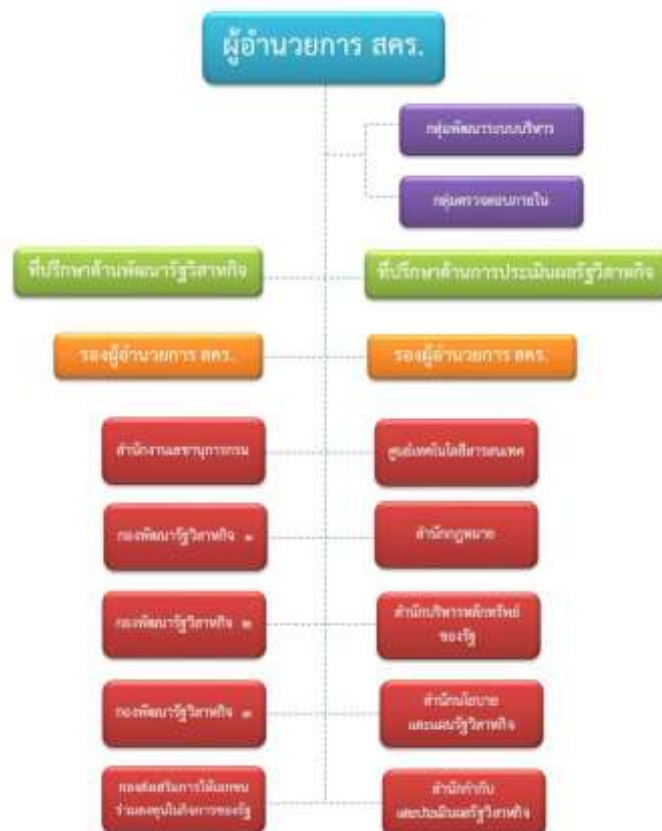 ผู้อำนวยการ สคร.
กลุ่มพัฒนาระบบบริหาร
กลุ่มตรวจสอบภายใน
ที่ปรึกษาด้านพัฒนารัฐวิสาหกิจ
ที่ปรึกษาด้านการประเมินผลรัฐวิสาหกิจ
รองผู้อำนวยการ สคร.
รองผู้อำนวยการ สคร.
สำนักงานเลขานุการกรม
ศูนย์เทคโนโลยีสารสนเทศ
กองพัฒนารัฐวิสาหกิจ ๑
สำนักกฎหมาย
กองพัฒนารัฐวิสาหกิจ ๒
สำนักบริหารหลักทรัพย์
ของรัฐ
กองพัฒนารัฐวิสาหกิจ ๓
สำนักนโยบาย
และแผนรัฐวิสาหกิจ
กองส่งเสริมการให้เอกชน
ร่วมลงทุนในกิจการของรัฐ
สำนักกำกับ
และประเมินผลรัฐวิสาหกิจ